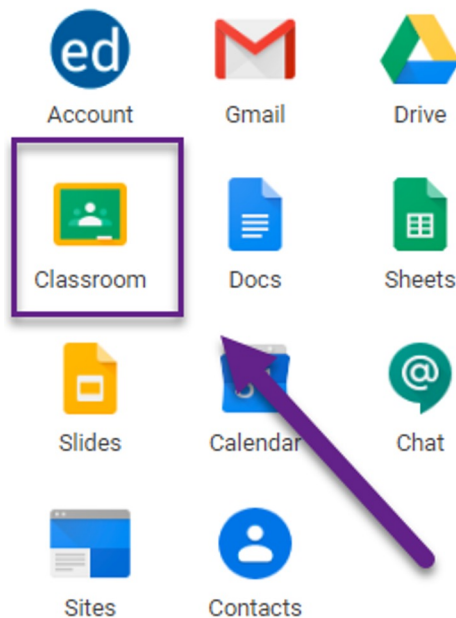 ed
Account Gmail Drive
Classroom Docs Sheets
@
Slides Calendar Chat
Sites Contacts